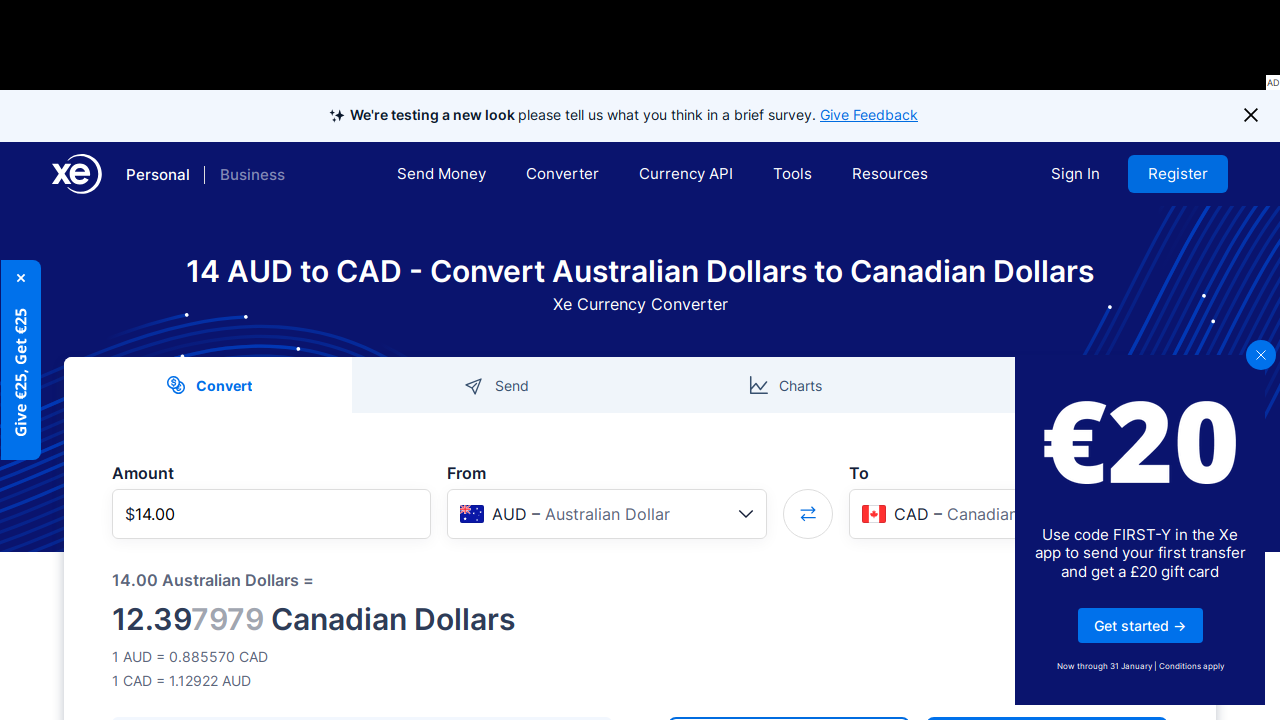 AD
We're testing a new look please tell us what you think in a brief survey. Give Feedback
xe Personal Business Send Money Converter Currency API Tools Resources Sign In Register
14 AUD to CAD - Convert Australian Dollars to Canadian Dollars
Xe Currency Converter
Give €25, Get €25
Convert Send Charts
Amount From To
$14.00 AUD – Australian Dollar CAD – Canadian
14.00 Australian Dollars =
12.397979 Canadian Dollars
1 AUD = 0.885570 CAD
1 CAD = 1.12922 AUD
€20
Use code FIRST-Y in the Xe
app to send your first transfer
and get a £20 gift card
Get started →
Now through 31 January | Conditions apply